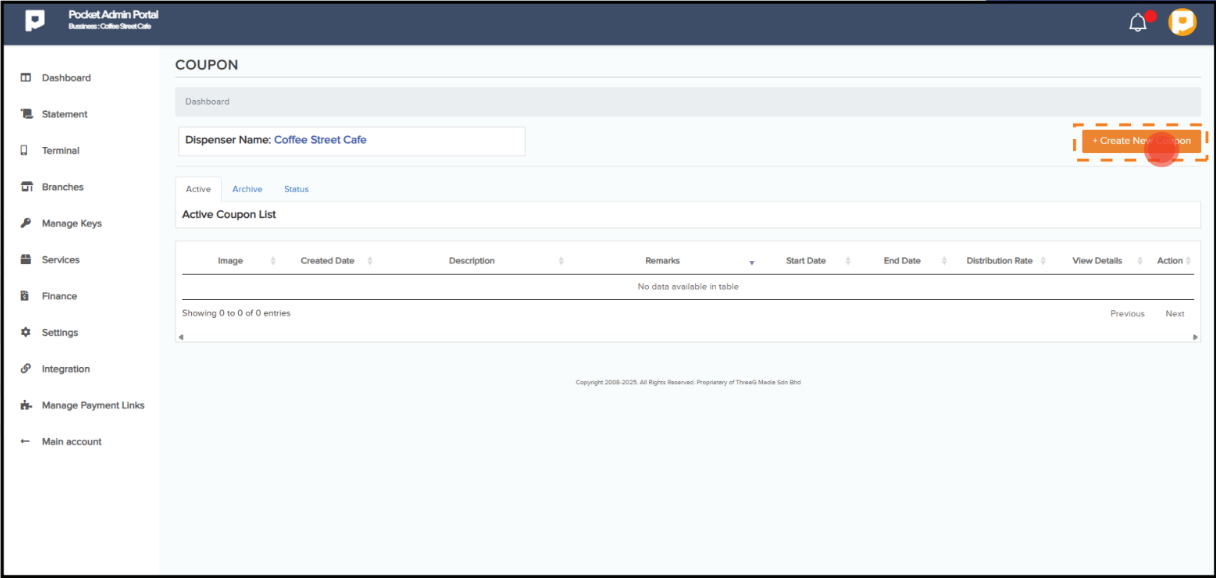 Pocket Admin Portal
Bussiness : Coffee Street Cafe
COUPON
Dashboard
Statement
Terminal
Branches
Manage Keys
Services
Finance
Settings
Integration
Manage Payment Links
Main account
Dashboard
Dispenser Name: Coffee Street Cafe
+ Create New Coupon
Active Archive Status
Active Coupon List
Image Created Date Description Remarks Start Date End Date Distribution Rate View Details Action
No data available in table
Showing 0 to 0 of 0 entries
Previous Next
Copyright 2008-2025. All Rights Reserved. Proprietary of ThreeG Media Sdn Bhd